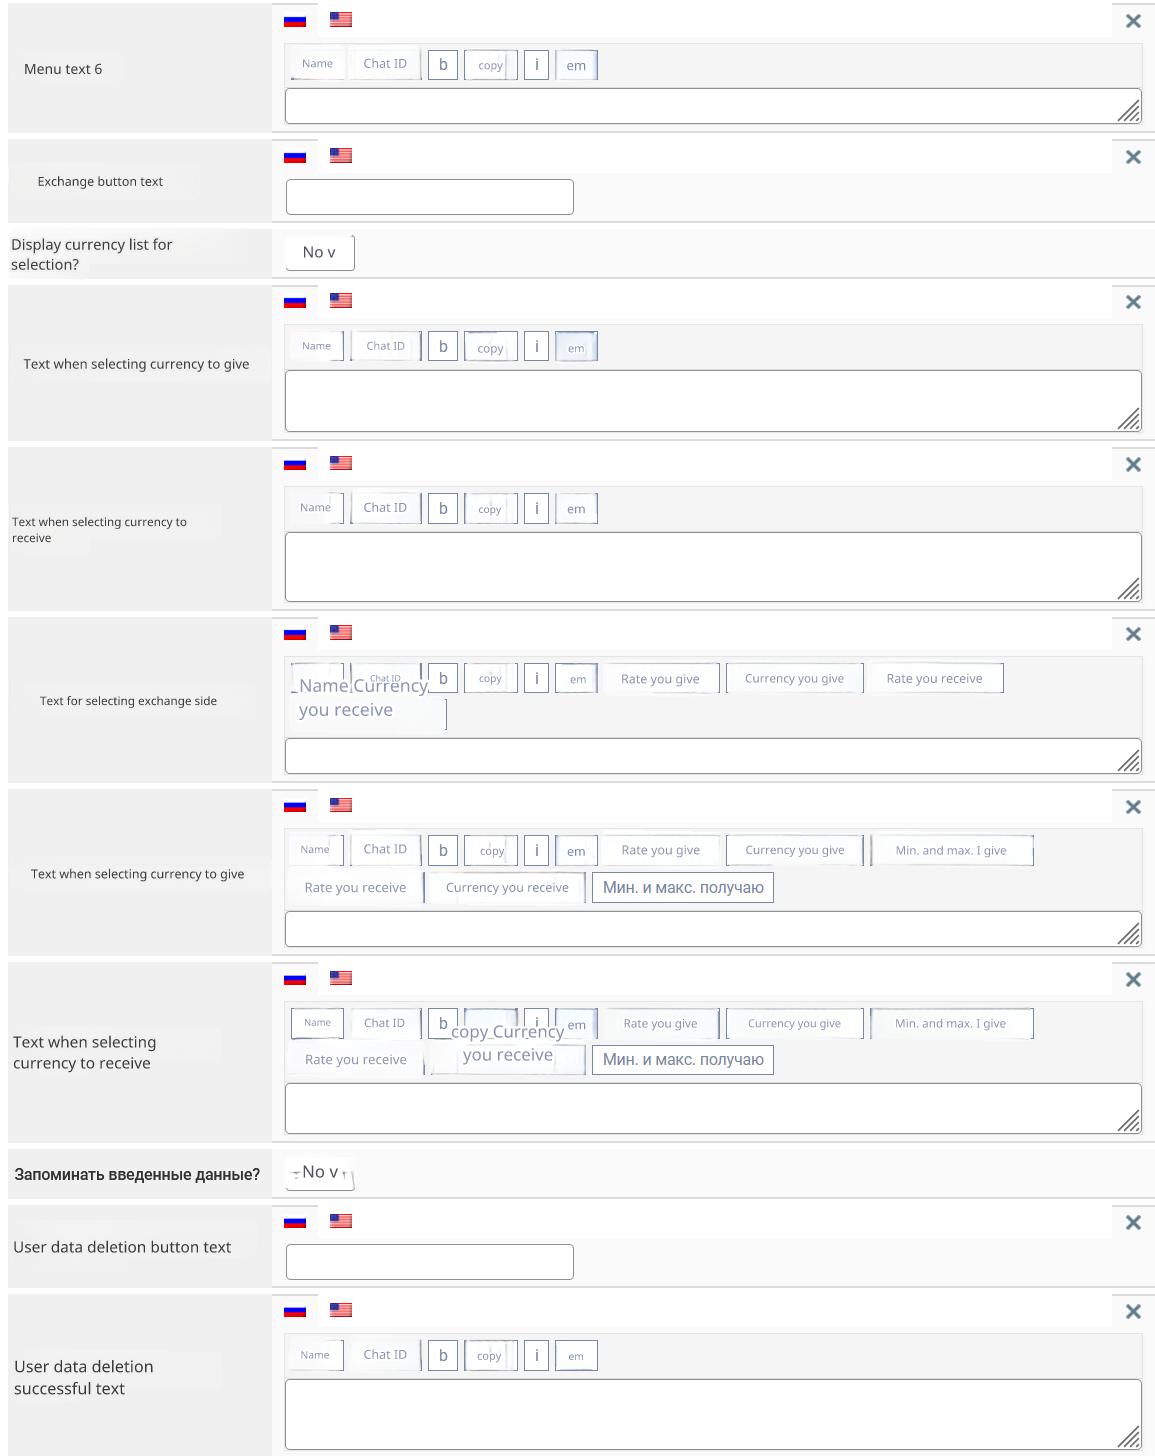 Menu text 6
Name Chat ID b copy i em
Exchange button text
Display currency list for
selection?
No v
Text when selecting currency to give
Name Chat ID b copy i em
Text when selecting currency to
receive
Name Chat ID b copy i em
Text for selecting exchange side
Chat ID b copy i em Rate you give Currency you give Rate you receive
Name Currency
you receive
Text when selecting currency to give
Name Chat ID b copy i em Rate you give Currency you give Min. and max. I give
Rate you receive Currency you receive Мин. и макс. получаю
Text when selecting
currency to receive
Name Chat ID b i em Rate you give Currency you give Min. and max. I give
copy Currency
you receive
Rate you receive Мин. и макс. получаю
Запоминать введенные данные?
No v
User data deletion button text
User data deletion
successful text
Name Chat ID b copy i em